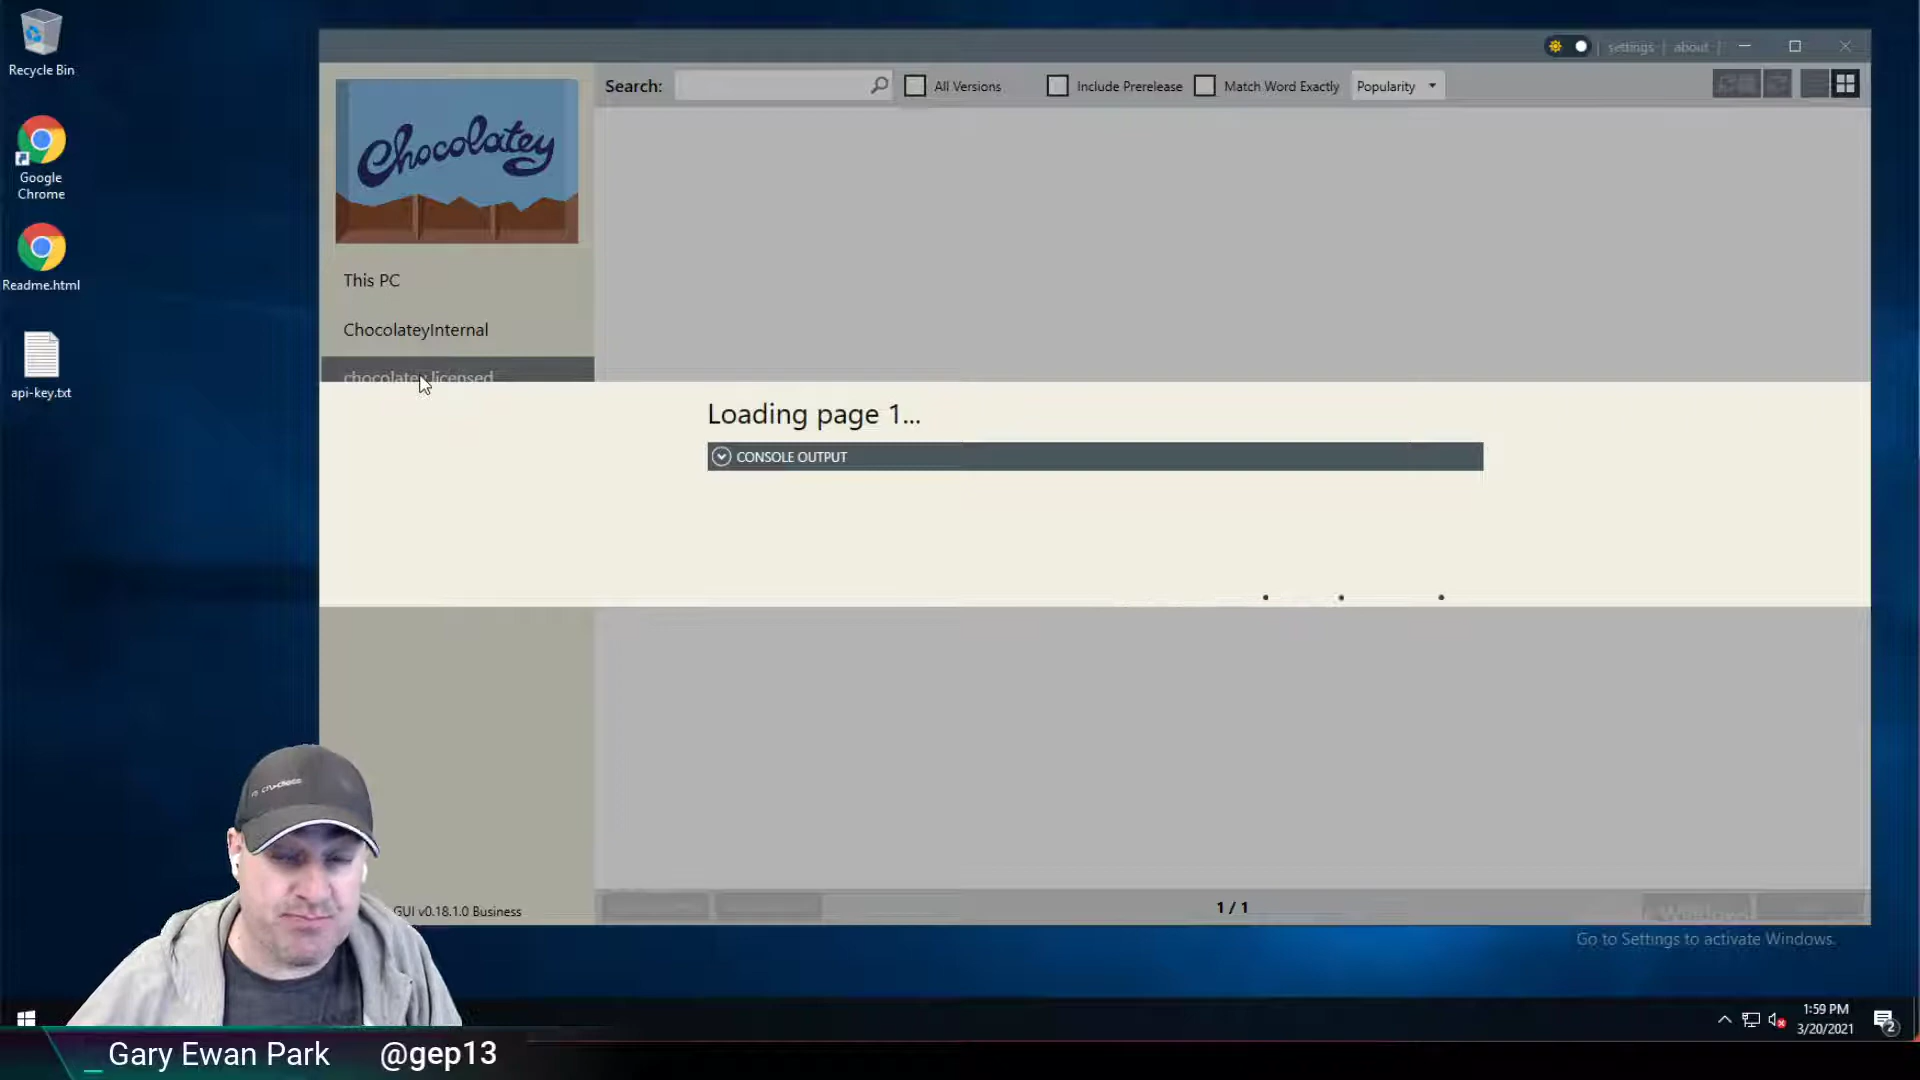 Recycle Bin
Google
Chrome
Readme.html
api-key.txt
settings | about |
Search:
All Versions
Include Prerelease
Match Word Exactly
Popularity
Chocolatey
This PC
ChocolateyInternal
chocolatey.licensed
Loading page 1...
CONSOLE OUTPUT
GUI v0.18.1.0 Business
1 / 1
Windows
Go to Settings to activate Windows.
1:59 PM
3/20/2021
2
_ Gary Ewan Park @gep13